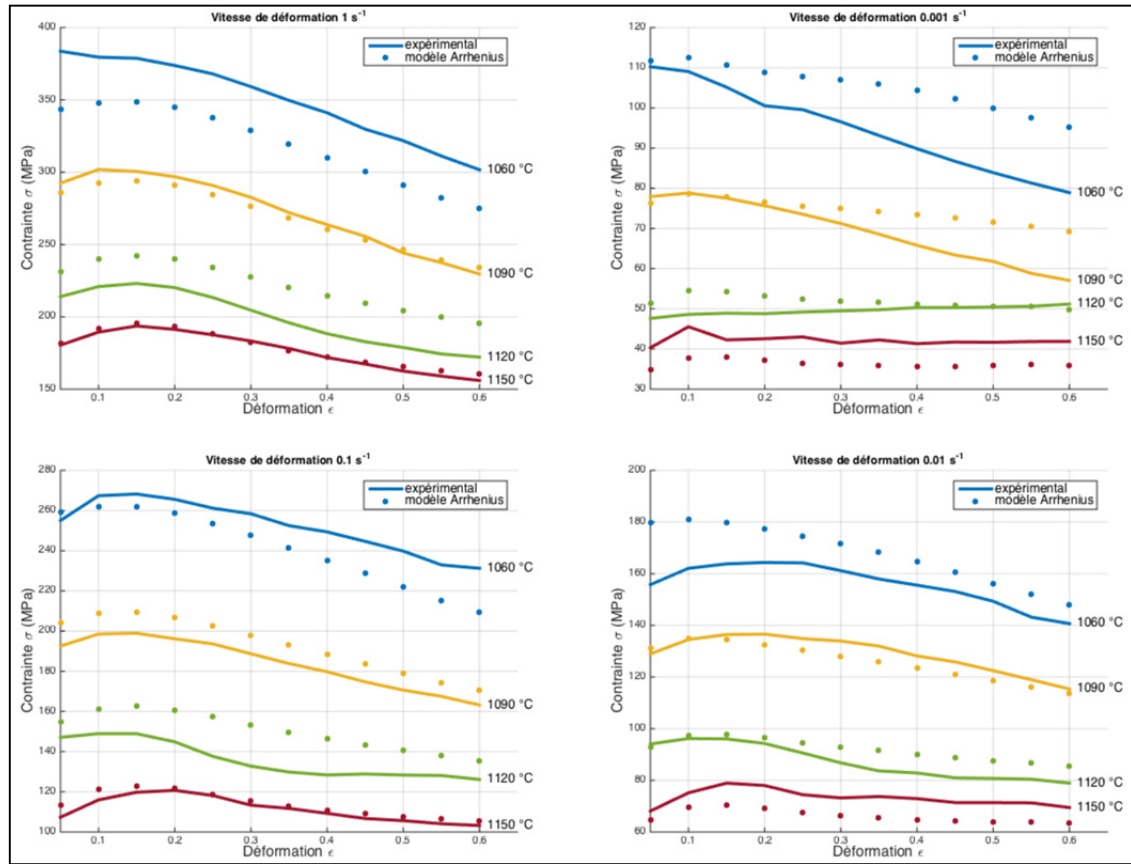 Vitesse de déformation 1 s-1
400
350
300
250
200
150
Contrainte σ (MPa)
expérimental
modèle Arrhenius
1060 °C
1090 °C
1120 °C
1150 °C
0.1 0.2 0.3 0.4 0.5 0.6
Déformation ϵ
Vitesse de déformation 0.001 s-1
120
110
100
90
80
70
60
50
40
30
Contrainte σ (MPa)
expérimental
modèle Arrhenius
1060 °C
1090 °C
1120 °C
1150 °C
0.1 0.2 0.3 0.4 0.5 0.6
Déformation ϵ
Vitesse de déformation 0.1 s-1
280
260
240
220
200
180
160
140
120
100
Contrainte σ (MPa)
expérimental
modèle Arrhenius
1060 °C
1090 °C
1120 °C
1150 °C
0.1 0.2 0.3 0.4 0.5 0.6
Déformation ϵ
Vitesse de déformation 0.01 s-1
200
180
160
140
120
100
80
60
Contrainte σ (MPa)
expérimental
modèle Arrhenius
1060 °C
1090 °C
1120 °C
1150 °C
0.1 0.2 0.3 0.4 0.5 0.6
Déformation ϵ